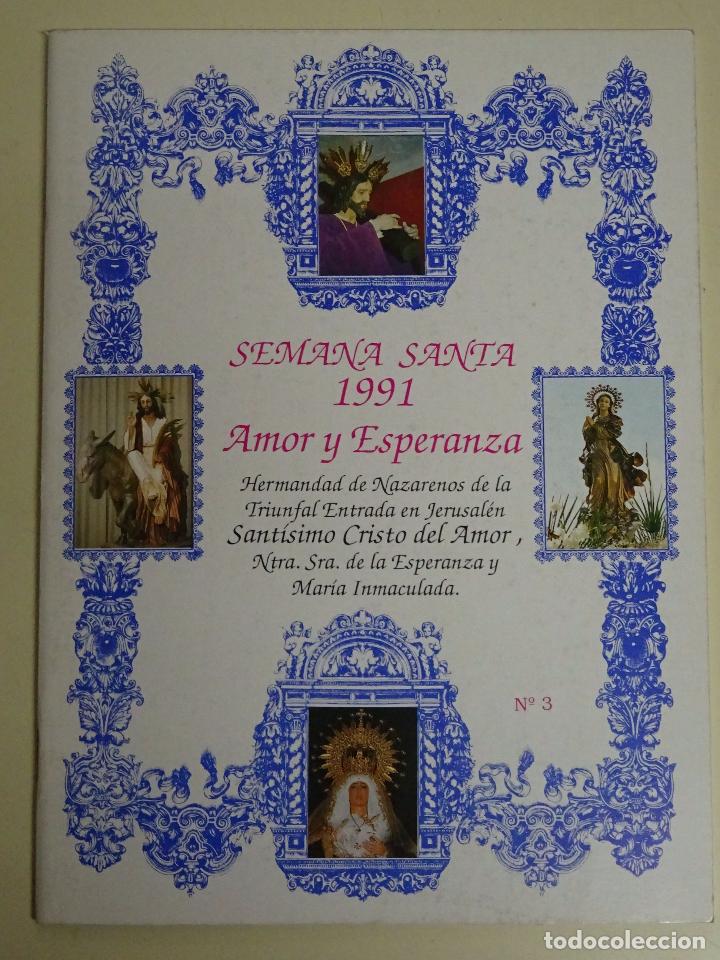 SEMANA SANTA
1991
Amor y Esperanza
Hermandad de Nazarenos de la
Triunfal Entrada en Jerusalén
Santísimo Cristo del Amor ,
Ntra. Sra. de la Esperanza y
María Inmaculada.
Nº 3
todocoleccion